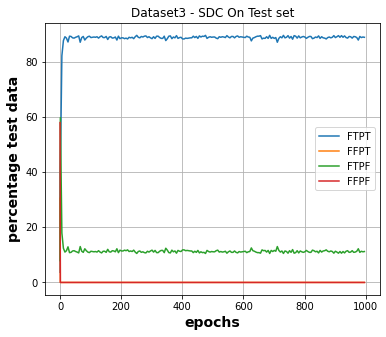 Dataset3 - SDC On Test set
percentage test data
80
60
40
20
0
FTPT
FFPT
FTPF
FFPF
0 200 400 600 800 1000
epochs